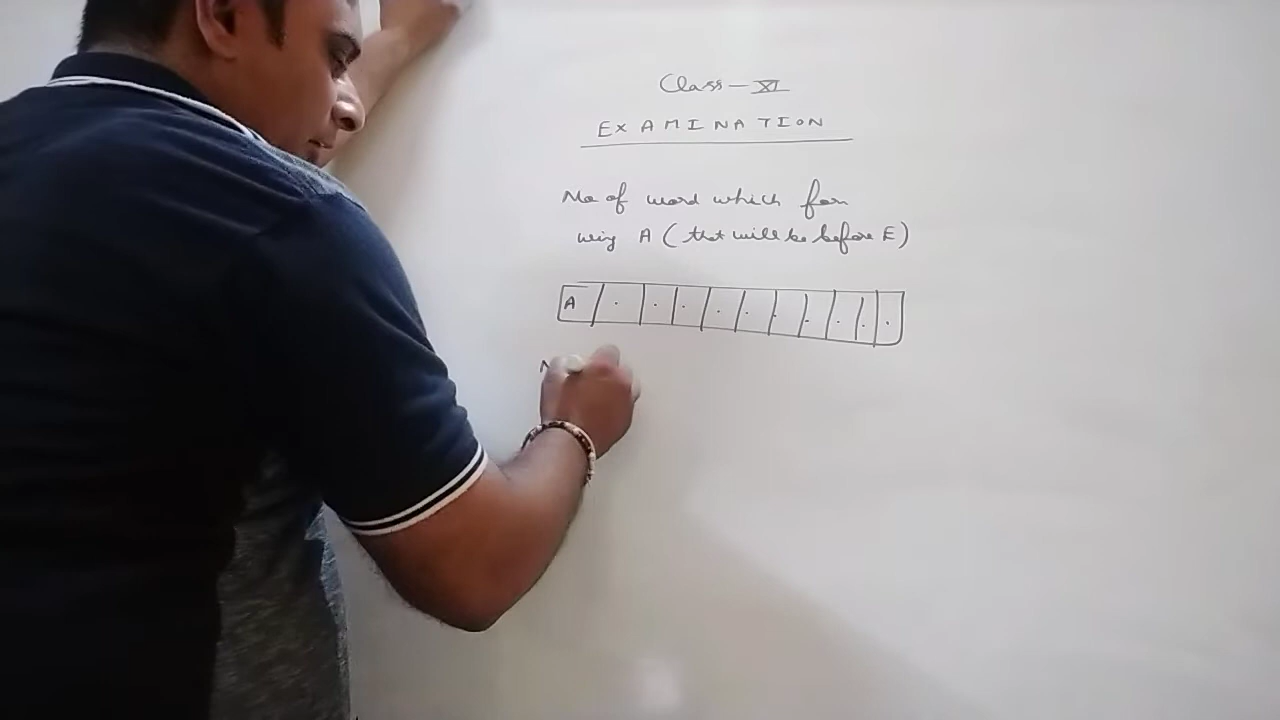 Class - XI
EXAMINATION
No of word which for
using A (that will be before E)
A